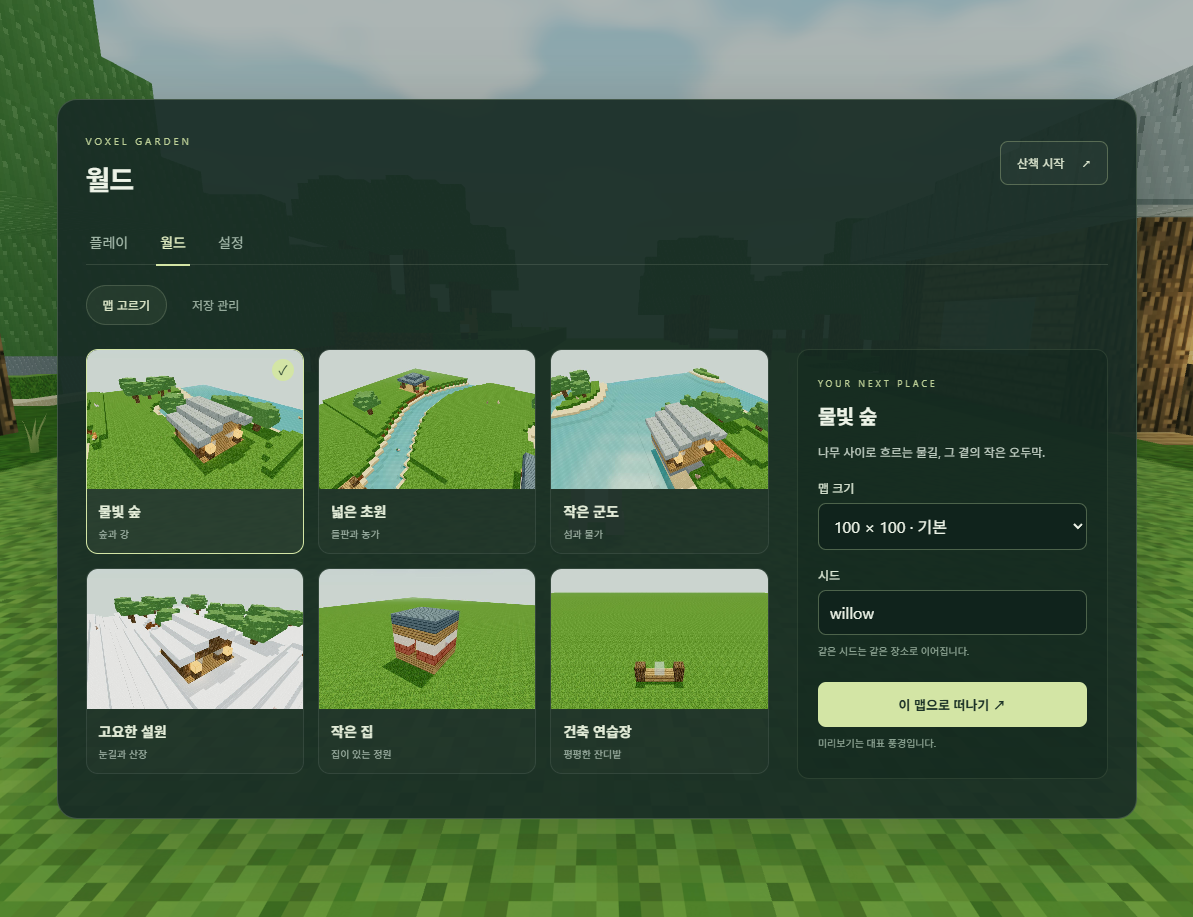 VOXEL GARDEN
월드
산책 시작 ↗
플레이 월드 설정
맵 고르기 저장 관리
물빛 숲
숲과 강
넓은 초원
들판과 농가
작은 군도
섬과 물가
고요한 설원
눈길과 산장
작은 집
집이 있는 정원
건축 연습장
평평한 잔디밭
YOUR NEXT PLACE
물빛 숲
나무 사이로 흐르는 물길, 그 곁의 작은 오두막.
맵 크기
100 × 100 · 기본
시드
willow
같은 시드는 같은 장소로 이어집니다.
이 맵으로 떠나기 ↗
미리보기는 대표 풍경입니다.